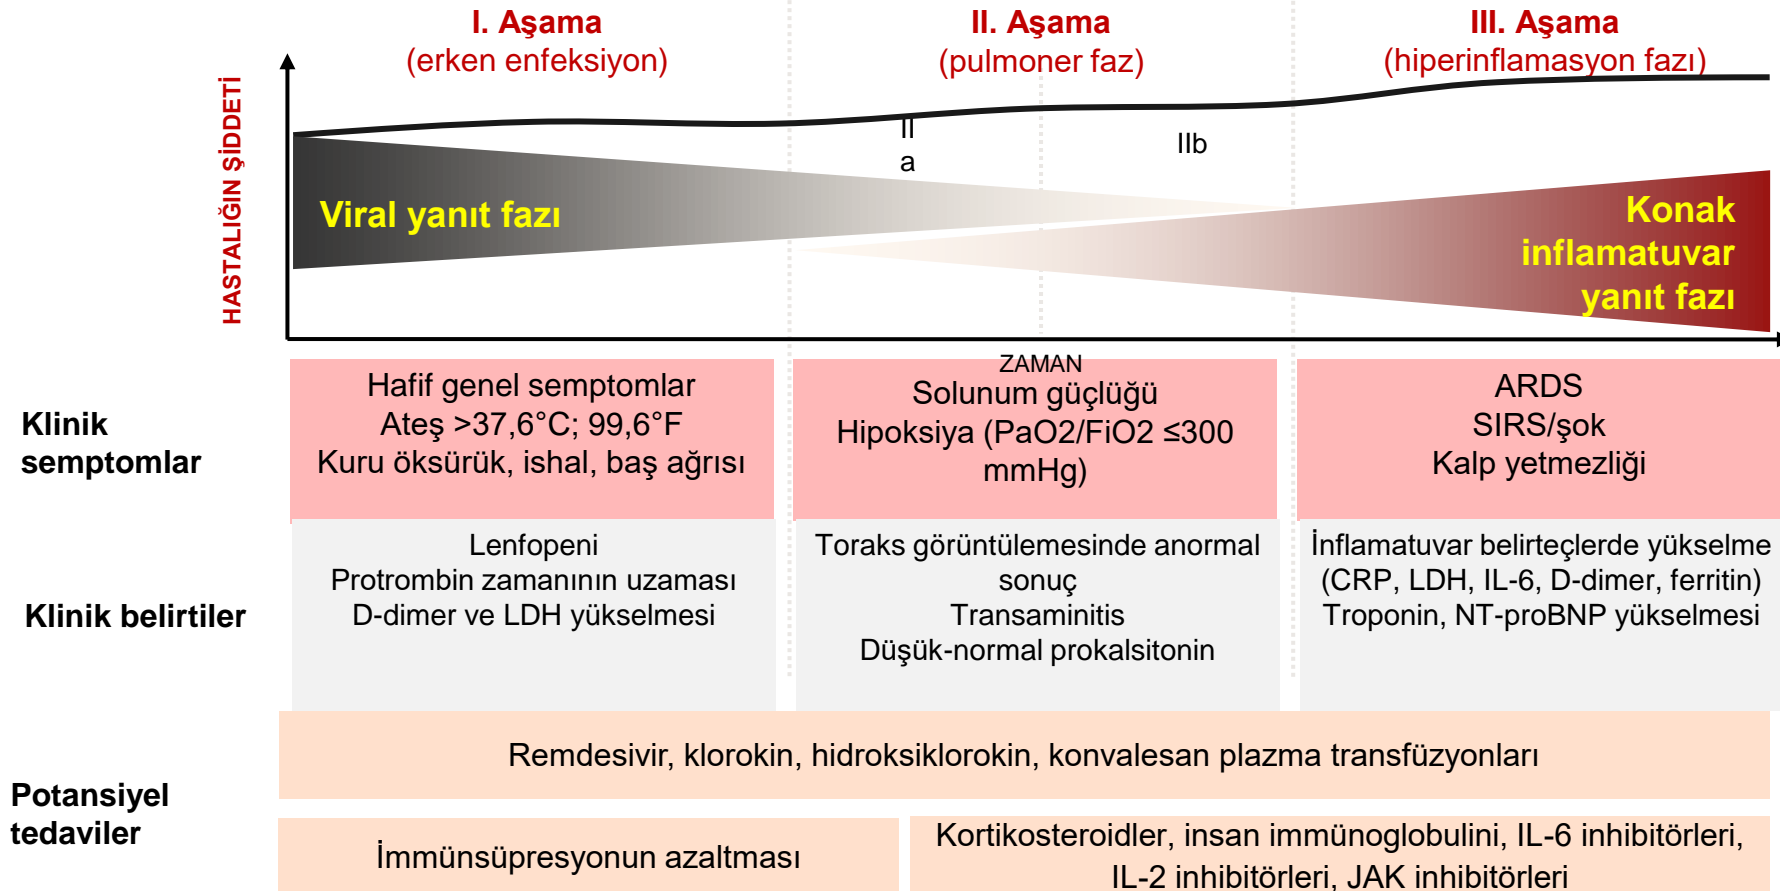 I. Aşama
(erken enfeksiyon)
II. Aşama
(pulmoner faz)
III. Aşama
(hiperinflamasyon fazı)
HASTALIĞIN ŞİDDETİ
II
a
IIb
Viral yanıt fazı
Konak
inflamatuvar
yanıt fazı
ZAMAN
Klinik
semptomlar
Hafif genel semptomlar
Ateş >37,6°C; 99,6°F
Kuru öksürük, ishal, baş ağrısı
Solunum güçlüğü
Hipoksiya (PaO2/FiO2 ≤300
mmHg)
ARDS
SIRS/şok
Kalp yetmezliği
Klinik belirtiler
Lenfopeni
Protrombin zamanının uzaması
D-dimer ve LDH yükselmesi
Toraks görüntülemesinde anormal
sonuç
Transaminitis
Düşük-normal prokalsitonin
İnflamatuvar belirteçlerde yükselme
(CRP, LDH, IL-6, D-dimer, ferritin)
Troponin, NT-proBNP yükselmesi
Potansiyel
tedaviler
Remdesivir, klorokin, hidroksiklorokin, konvalesan plazma transfüzyonları
İmmünsüpresyonun azaltması
Kortikosteroidler, insan immünoglobulini, IL-6 inhibitörleri,
IL-2 inhibitörleri, JAK inhibitörleri